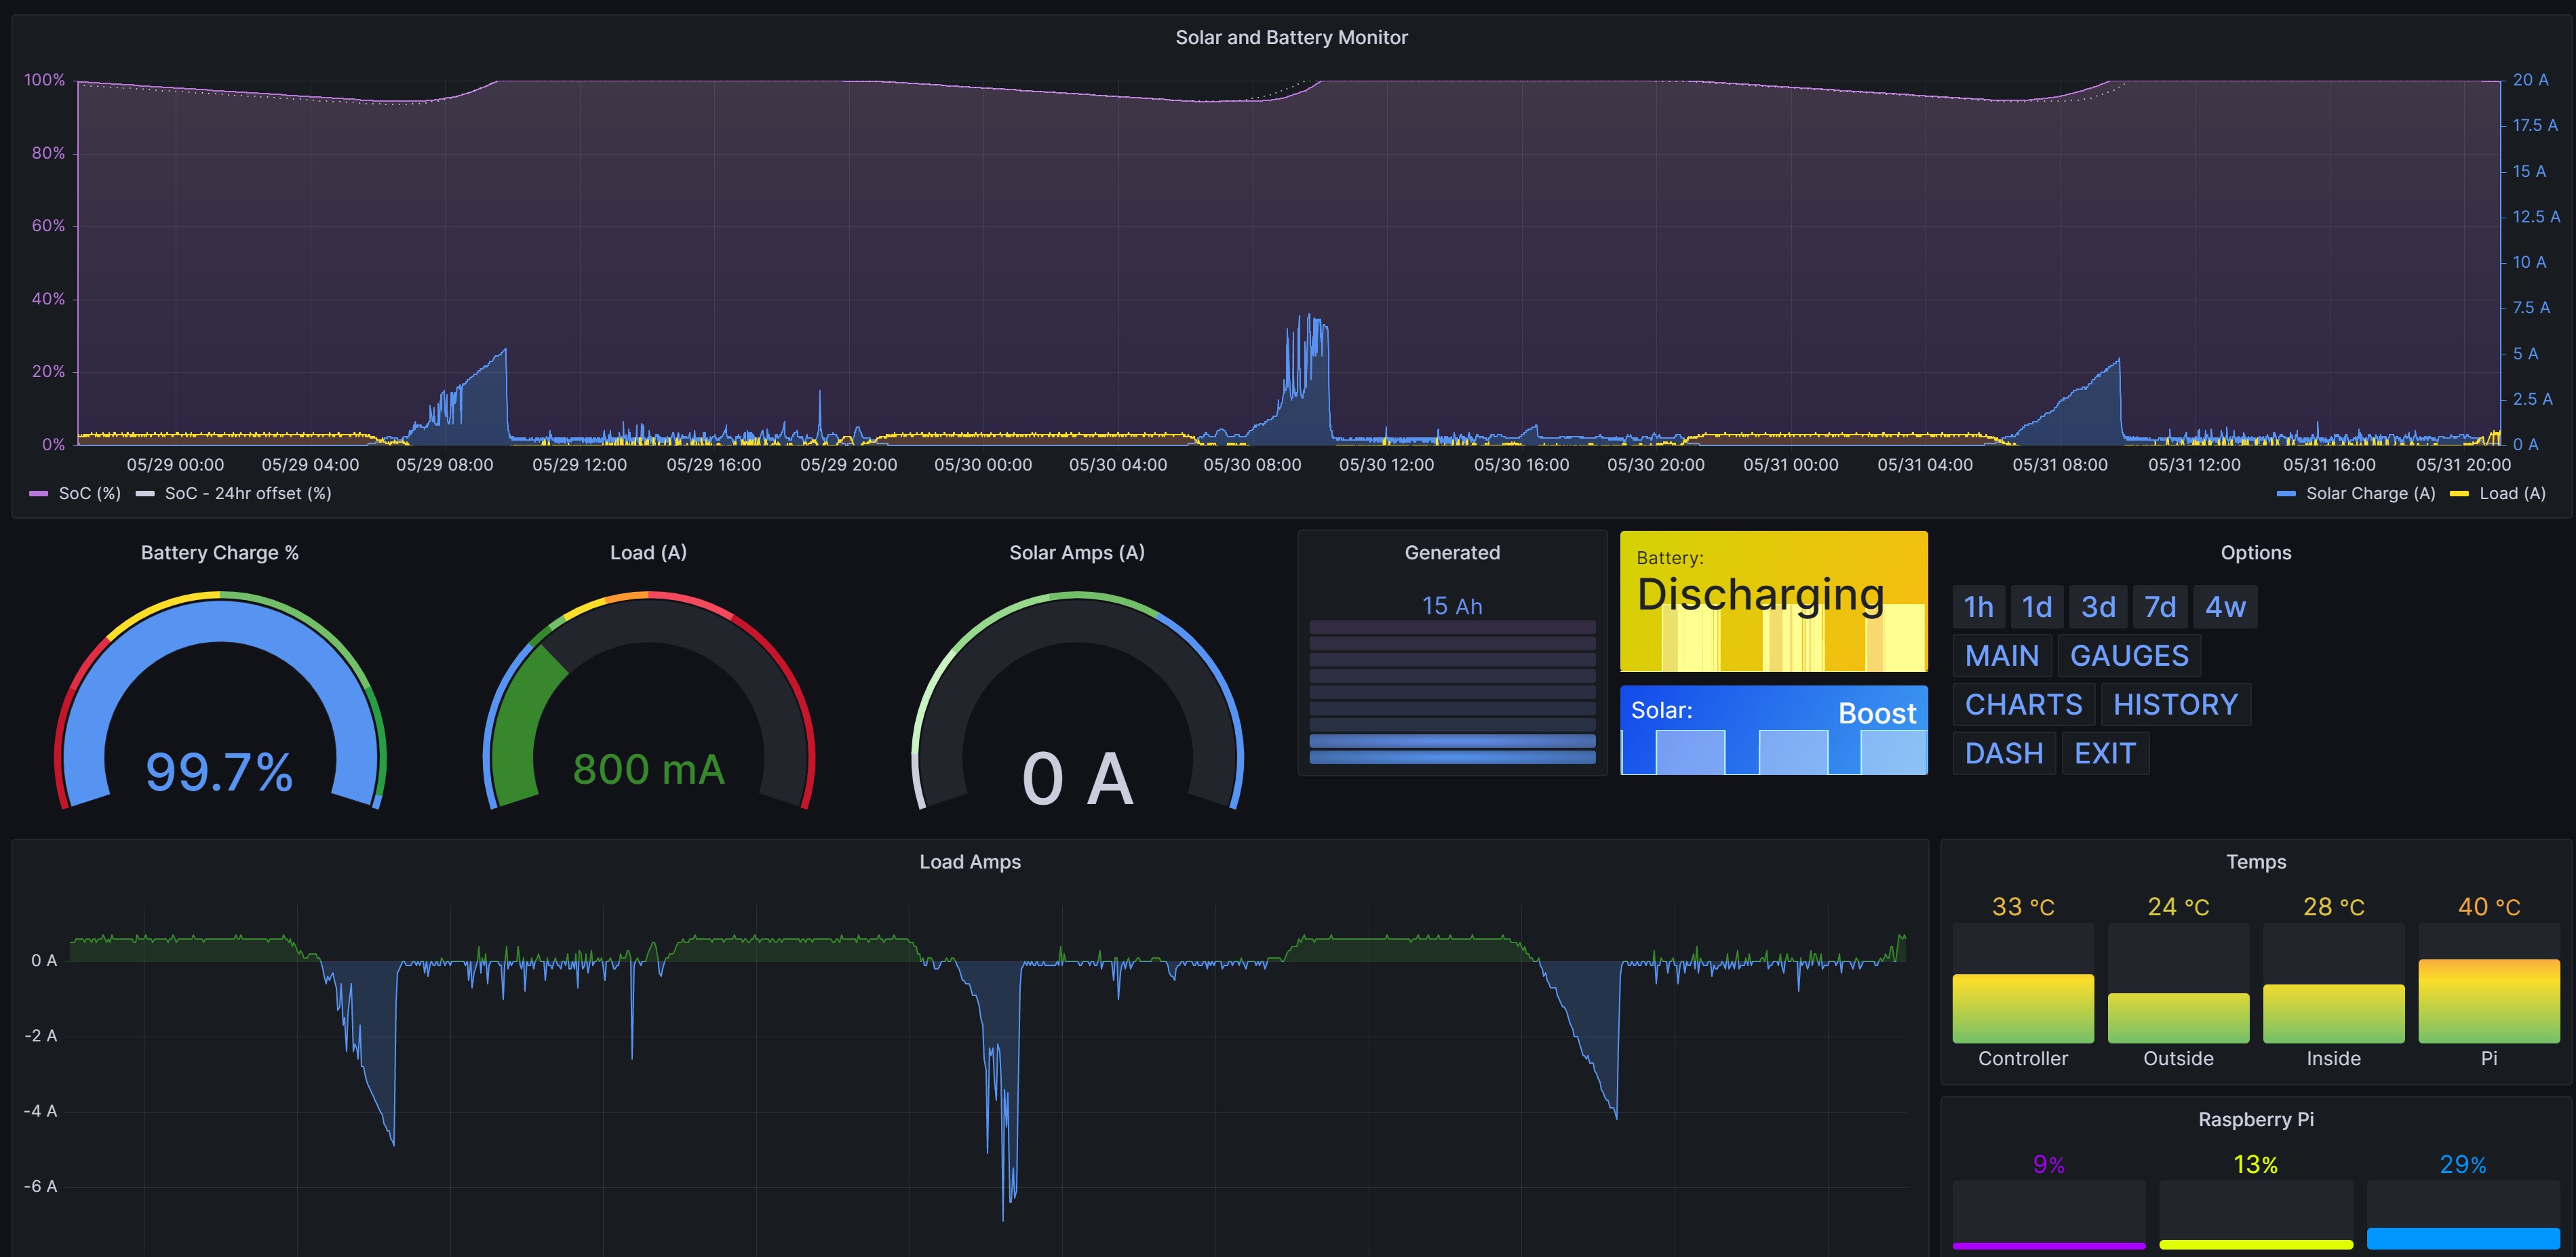 Solar and Battery Monitor
100%
80%
60%
40%
20%
0%
20 A
17.5 A
15 A
12.5 A
10 A
7.5 A
5 A
2.5 A
0 A
05/29 00:00 05/29 04:00 05/29 08:00 05/29 12:00 05/29 16:00 05/29 20:00 05/30 00:00 05/30 04:00 05/30 08:00 05/30 12:00 05/30 16:00 05/30 20:00 05/31 00:00 05/31 04:00 05/31 08:00 05/31 12:00 05/31 16:00 05/31 20:00
SoC (%) SoC - 24hr offset (%) Solar Charge (A) Load (A)
Battery Charge %
99.7%
Load (A)
800 mA
Solar Amps (A)
0 A
Generated
15 Ah
Battery:
Discharging
Solar: Boost
Options
1h 1d 3d 7d 4w
MAIN GAUGES
CHARTS HISTORY
DASH EXIT
Load Amps
0 A
-2 A
-4 A
-6 A
Temps
33 °C 24 °C 28 °C 40 °C
Controller Outside Inside Pi
Raspberry Pi
9% 13% 29%